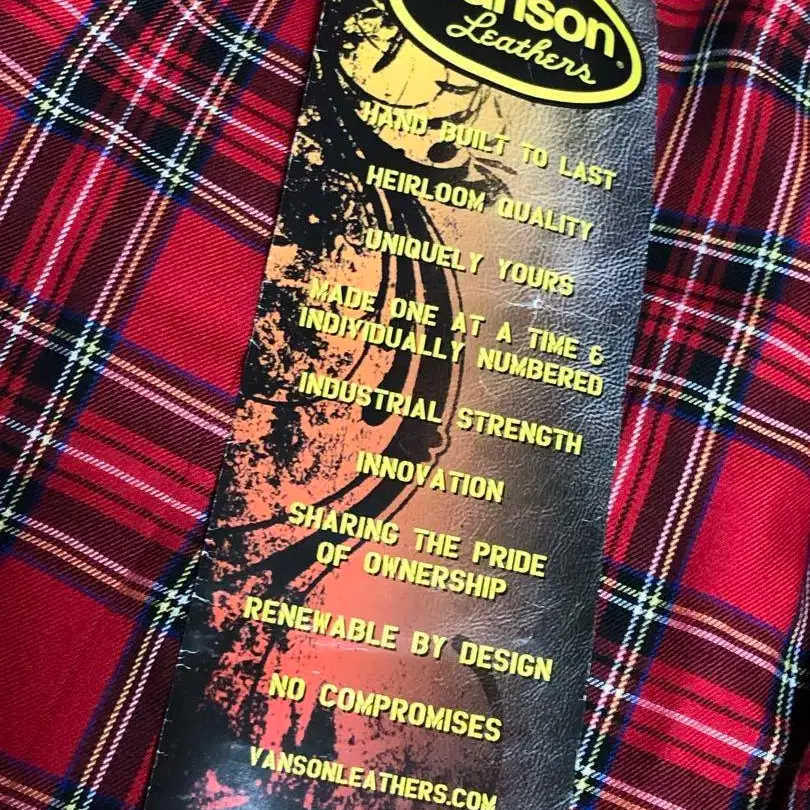 Vanson
Leathers
HAND BUILT TO LAST
HEIRLOOM QUALITY
UNIQUELY YOURS
MADE ONE AT A TIME &
INDIVIDUALLY NUMBERED
INDUSTRIAL STRENGTH
INNOVATION
SHARING THE PRIDE
OF OWNERSHIP
RENEWABLE BY DESIGN
NO COMPROMISES
VANSONLEATHERS.COM